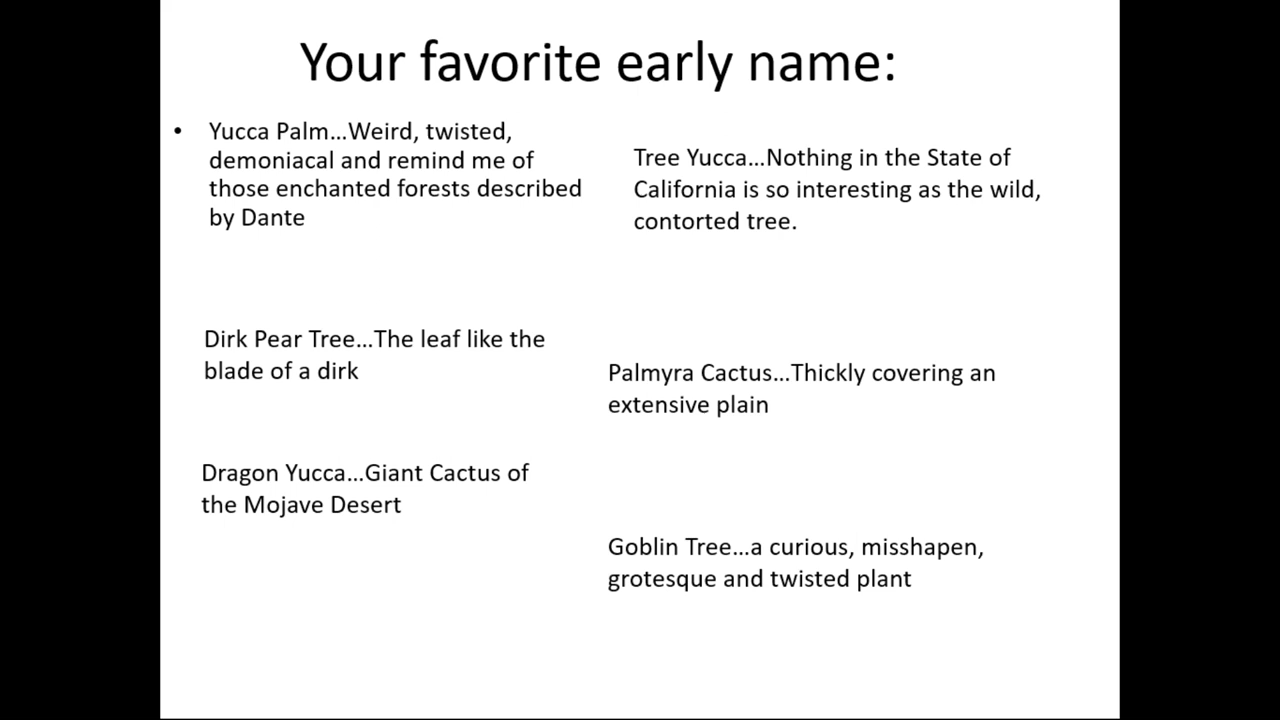 Your favorite early name:
• Yucca Palm...Weird, twisted,
demoniacal and remind me of
those enchanted forests described
by Dante
Tree Yucca...Nothing in the State of
California is so interesting as the wild,
contorted tree.
Dirk Pear Tree...The leaf like the
blade of a dirk
Palmyra Cactus...Thickly covering an
extensive plain
Dragon Yucca...Giant Cactus of
the Mojave Desert
Goblin Tree...a curious, misshapen,
grotesque and twisted plant